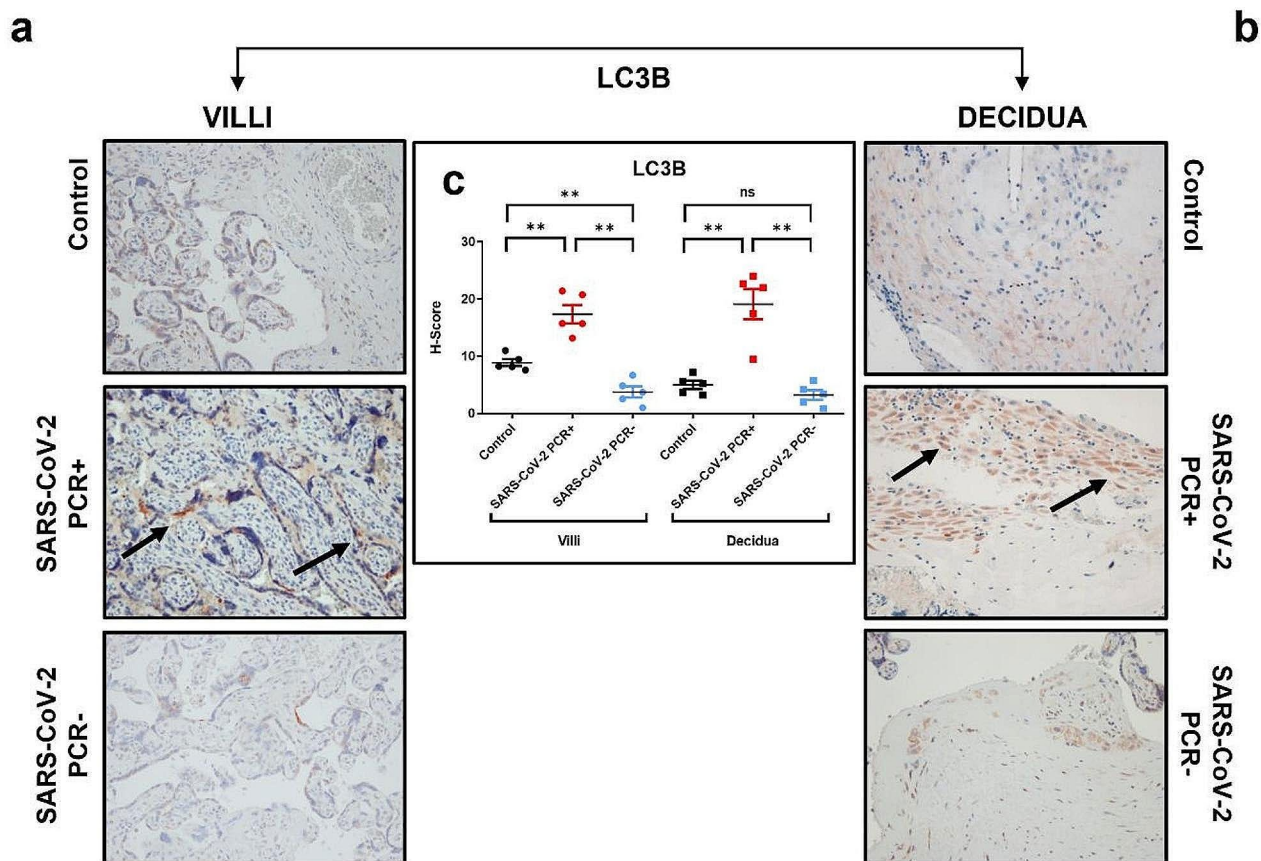 a
b
LC3B
VILLI
DECIDUA
Control
SARS-CoV-2
PCR+
SARS-CoV-2
PCR-
c
LC3B
**
ns
**
**
**
**
H-Score
30
20
10
0
Control
SARS-CoV-2 PCR+
SARS-CoV-2 PCR-
Control
SARS-CoV-2 PCR+
SARS-CoV-2 PCR-
Villi
Decidua
Control
SARS-CoV-2
PCR+
SARS-CoV-2
PCR-